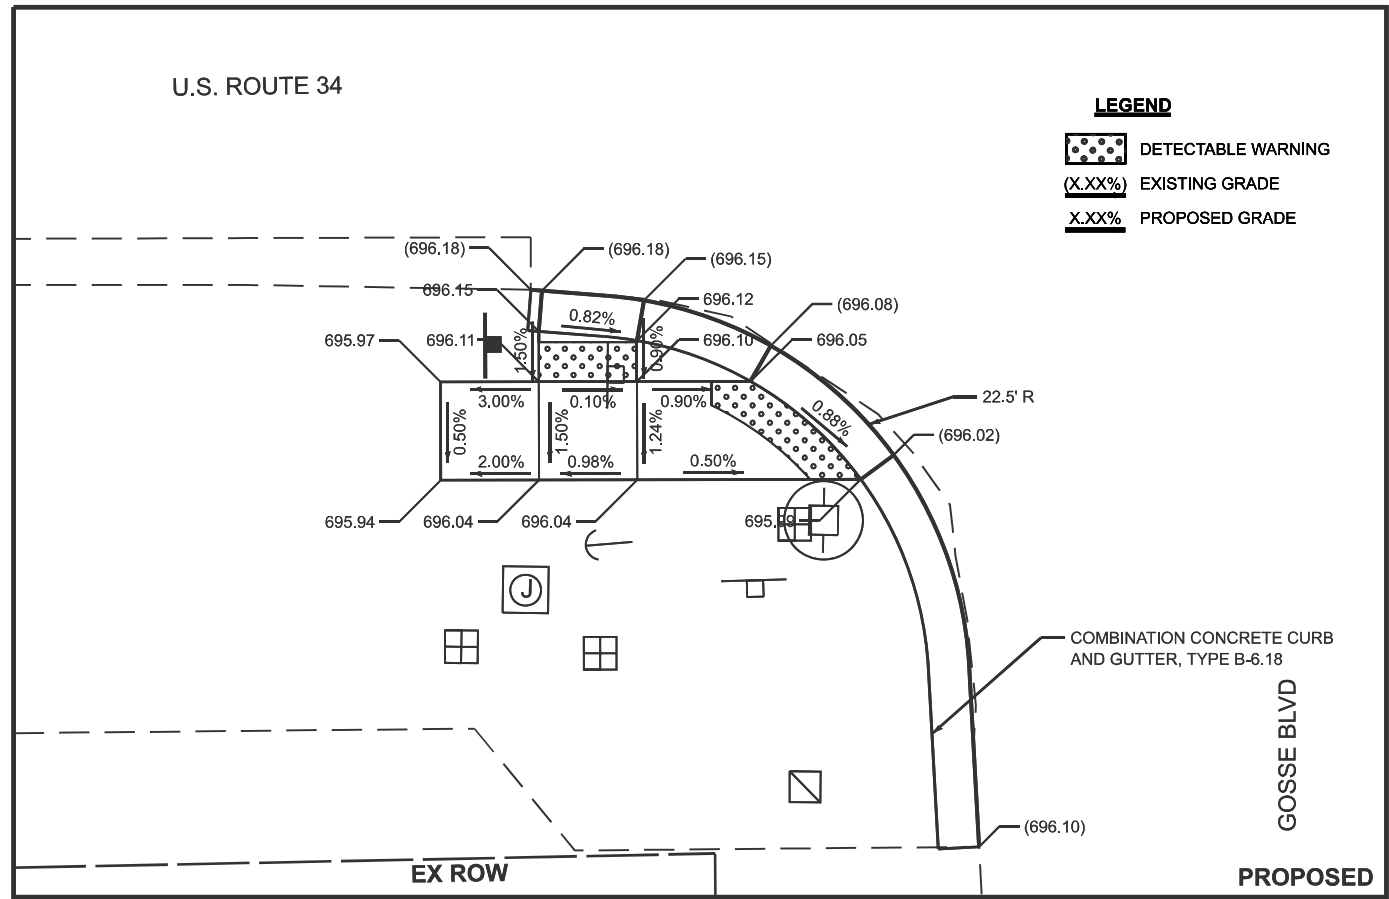 U.S. ROUTE 34
LEGEND
DETECTABLE WARNING
(X.XX%) EXISTING GRADE
X.XX% PROPOSED GRADE
(696.18)
(696.18)
(696.15)
696.15
696.12
(696.08)
0.82%
695.97
696.11
1.50%
0.90%
696.10
696.05
3.00%
0.10%
0.90%
22.5' R
0.88%
0.50%
1.50%
1.24%
(696.02)
2.00%
0.98%
0.50%
695.94
696.04
696.04
695.99
J
COMBINATION CONCRETE CURB
AND GUTTER, TYPE B-6.18
GOSSE BLVD
(696.10)
EX ROW
PROPOSED